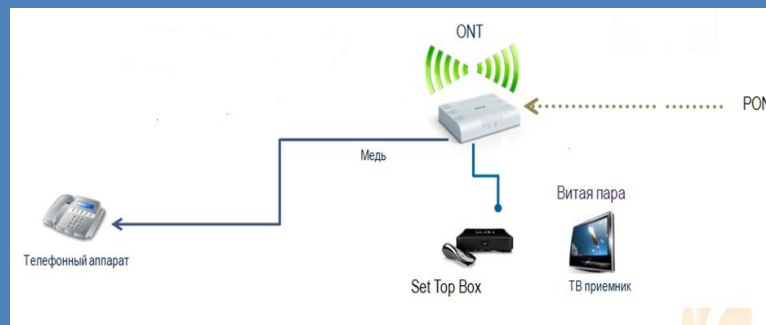 ONT
PON
Медь
Витая пара
Телефонный аппарат
Set Top Box
ТВ приемник